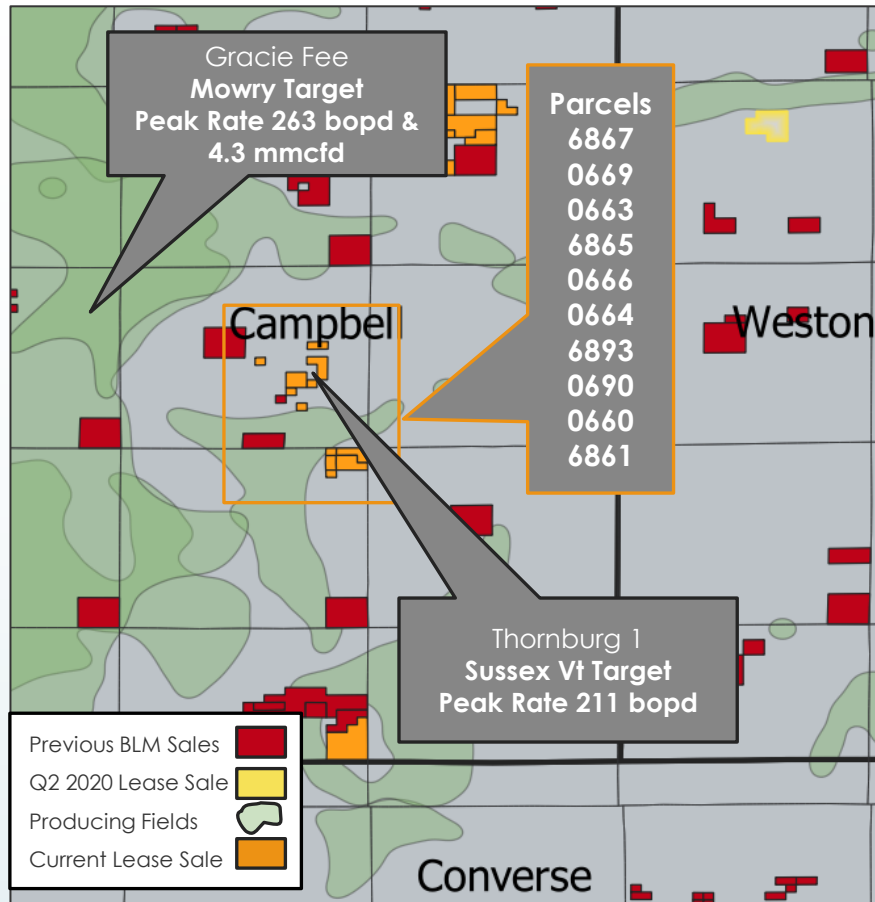 Gracie Fee
Mowry Target
Peak Rate 263 bopd &
4.3 mmcfd
Parcels
6867
0669
0663
6865
0666
0664
6893
0690
0660
6861
Campbel
Weston
Thornburg 1
Sussex Vt Target
Peak Rate 211 bopd
Previous BLM Sales
Q2 2020 Lease Sale
Producing Fields
Current Lease Sale
Converse